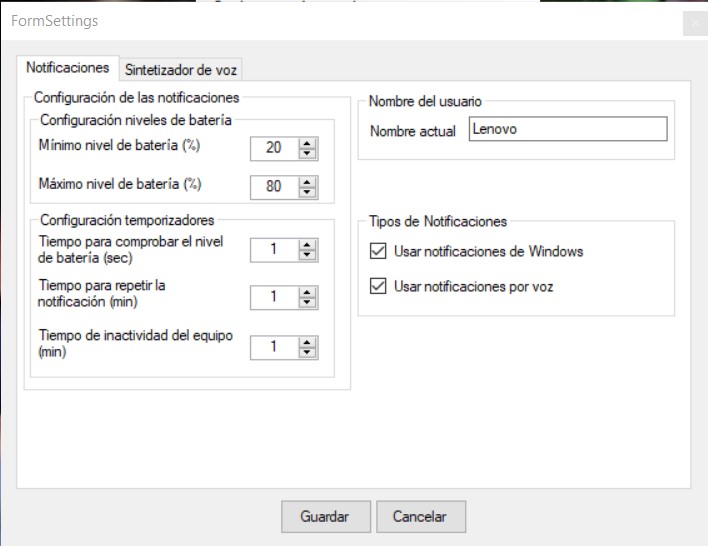 FormSettings
Notificaciones
Sintetizador de voz
Configuración de las notificaciones
Configuración niveles de batería
Mínimo nivel de batería (%)
20
Máximo nivel de batería (%)
80
Configuración temporizadores
Tiempo para comprobar el nivel
de batería (sec)
1
Tiempo para repetir la
notificación (min)
1
Tiempo de inactividad del equipo
(min)
1
Nombre del usuario
Nombre actual
Lenovo
Tipos de Notificaciones
Usar notificaciones de Windows
Usar notificaciones por voz
Guardar
Cancelar